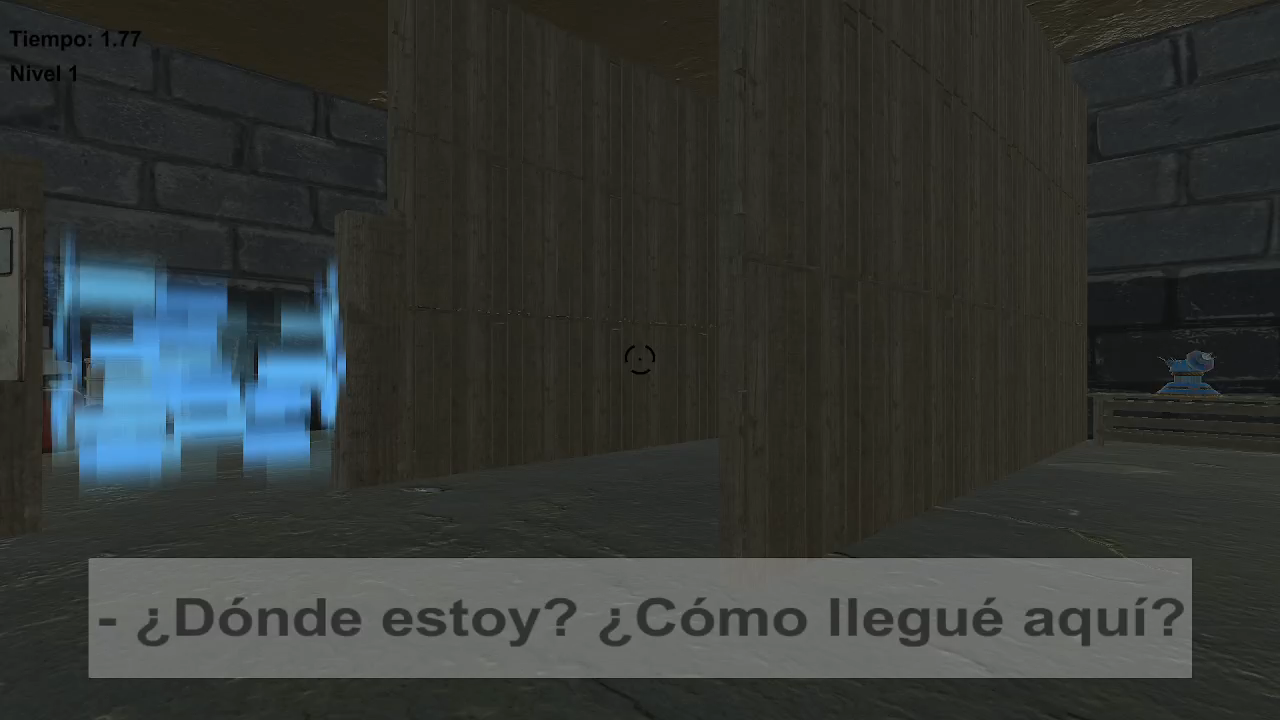 Tiempo: 1.77
Nivel 1
- ¿Dónde estoy? ¿Cómo llegué aquí?